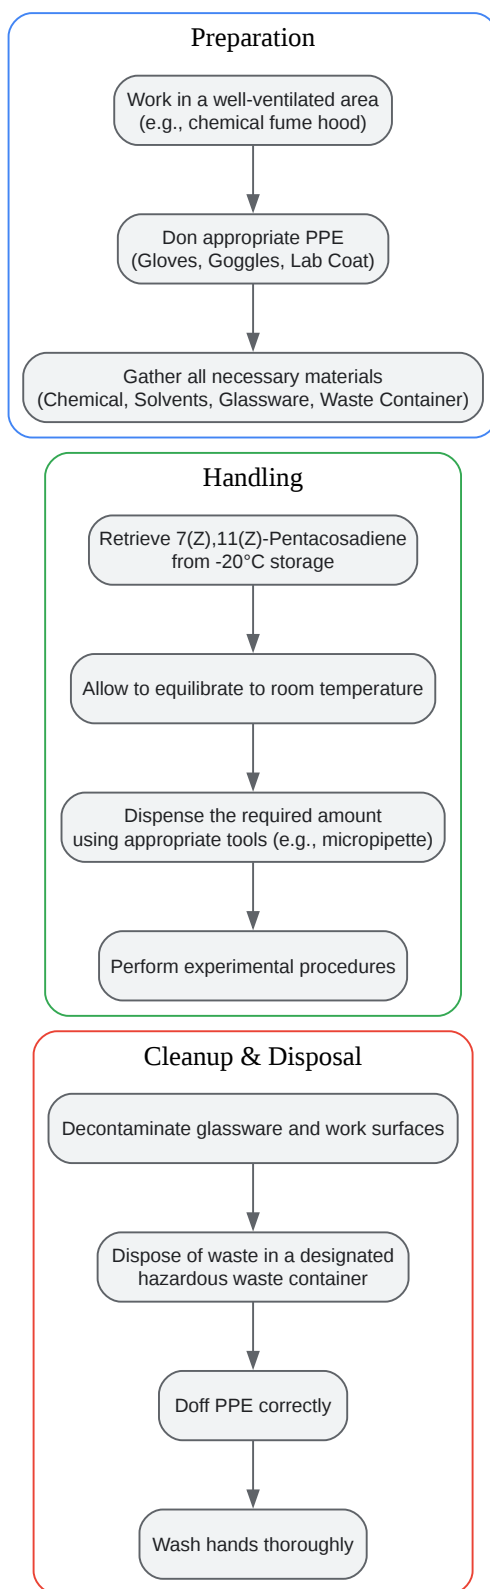 Preparation
Work in a well-ventilated area
(e.g., chemical fume hood)
Don appropriate PPE
(Gloves, Goggles, Lab Coat)
Gather all necessary materials
(Chemical, Solvents, Glassware, Waste Container)
Handling
Retrieve 7(Z),11(Z)-Pentacosadiene
from -20°C storage
Allow to equilibrate to room temperature
Dispense the required amount
using appropriate tools (e.g., micropipette)
Perform experimental procedures
Cleanup & Disposal
Decontaminate glassware and work surfaces
Dispose of waste in a designated
hazardous waste container
Doff PPE correctly
Wash hands thoroughly